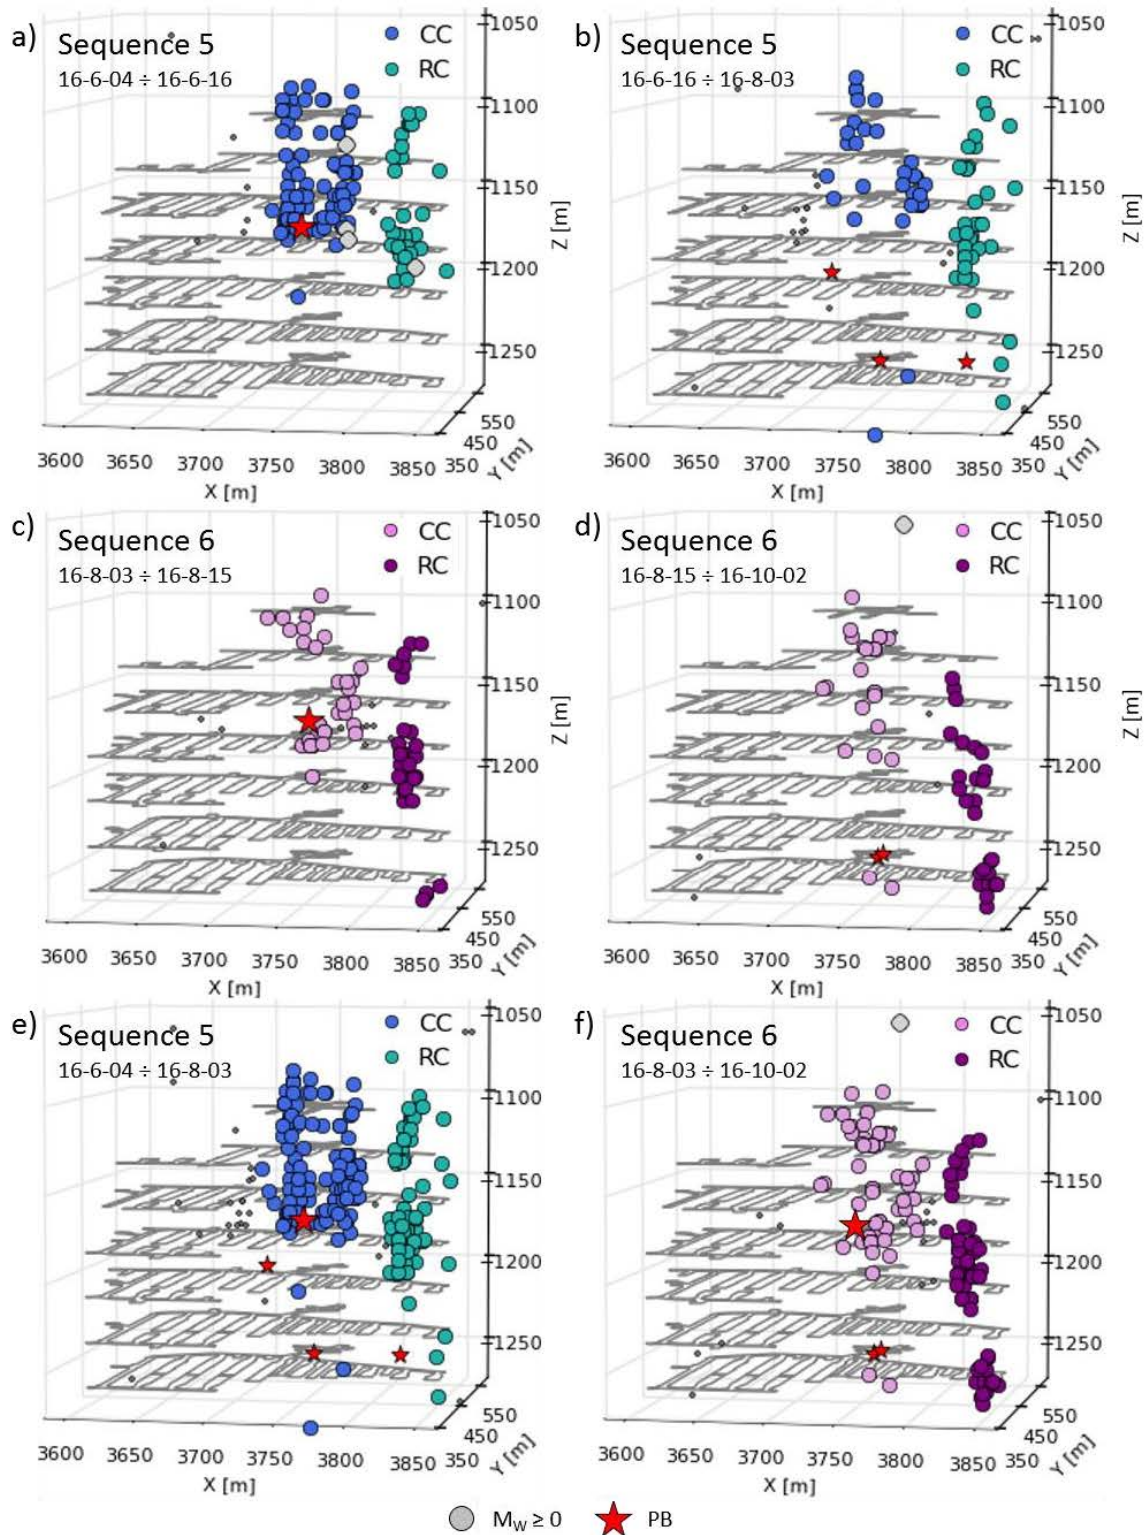 a)
Sequence 5
16-6-04 ÷ 16-6-16
CC
RC
1050
1100
1150
1200
1250
Z [m]
550
450
350
Y [m]
3600 3650 3700 3750 3800 3850
X [m]
b)
Sequence 5
16-6-16 ÷ 16-8-03
CC
RC
1050
1100
1150
1200
1250
Z [m]
550
450
350
Y [m]
3600 3650 3700 3750 3800 3850
X [m]
c)
Sequence 6
16-8-03 ÷ 16-8-15
CC
RC
1050
1100
1150
1200
1250
Z [m]
550
450
350
Y [m]
3600 3650 3700 3750 3800 3850
X [m]
d)
Sequence 6
16-8-15 ÷ 16-10-02
CC
RC
1050
1100
1150
1200
1250
Z [m]
550
450
350
Y [m]
3600 3650 3700 3750 3800 3850
X [m]
e)
Sequence 5
16-6-04 ÷ 16-8-03
CC
RC
1050
1100
1150
1200
1250
550
450
350
Y [m]
3600 3650 3700 3750 3800 3850
X [m]
f)
Sequence 6
16-8-03 ÷ 16-10-02
CC
RC
1050
1100
1150
1200
1250
550
450
350
Y [m]
3600 3650 3700 3750 3800 3850
X [m]
M_W ≥ 0
PB